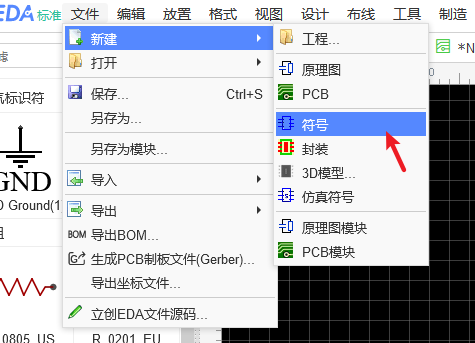 EDA 标准
文件 编辑 放置 格式 视图 设计 布线 工具 制造
新建
打开
保存... Ctrl+S
另存为...
另存为模块...
导入
导出
BOM 导出BOM...
生成PCB制板文件(Gerber)...
导出坐标文件...
立创EDA文件源码...
工程...
原理图
PCB
符号
封装
3D模型...
仿真符号
原理图模块
PCB模块
*N
气标识符
GND
Ground(1
0805_US
R_0201_EU